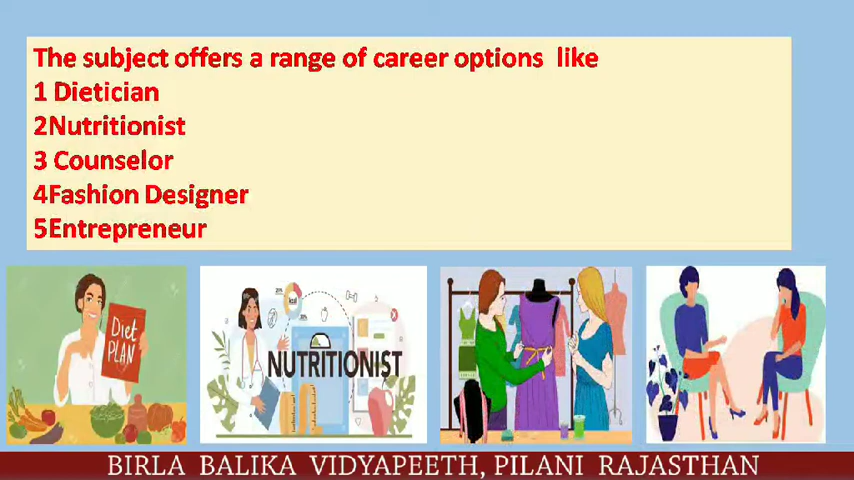 The subject offers a range of career options like
1 Dietician
2Nutritionist
3 Counselor
4Fashion Designer
5Entrepreneur
Diet
PLAN
kcal
NUTRITIONIST
BIRLA BALIKA VIDYAPEETH, PILANI RAJASTHAN